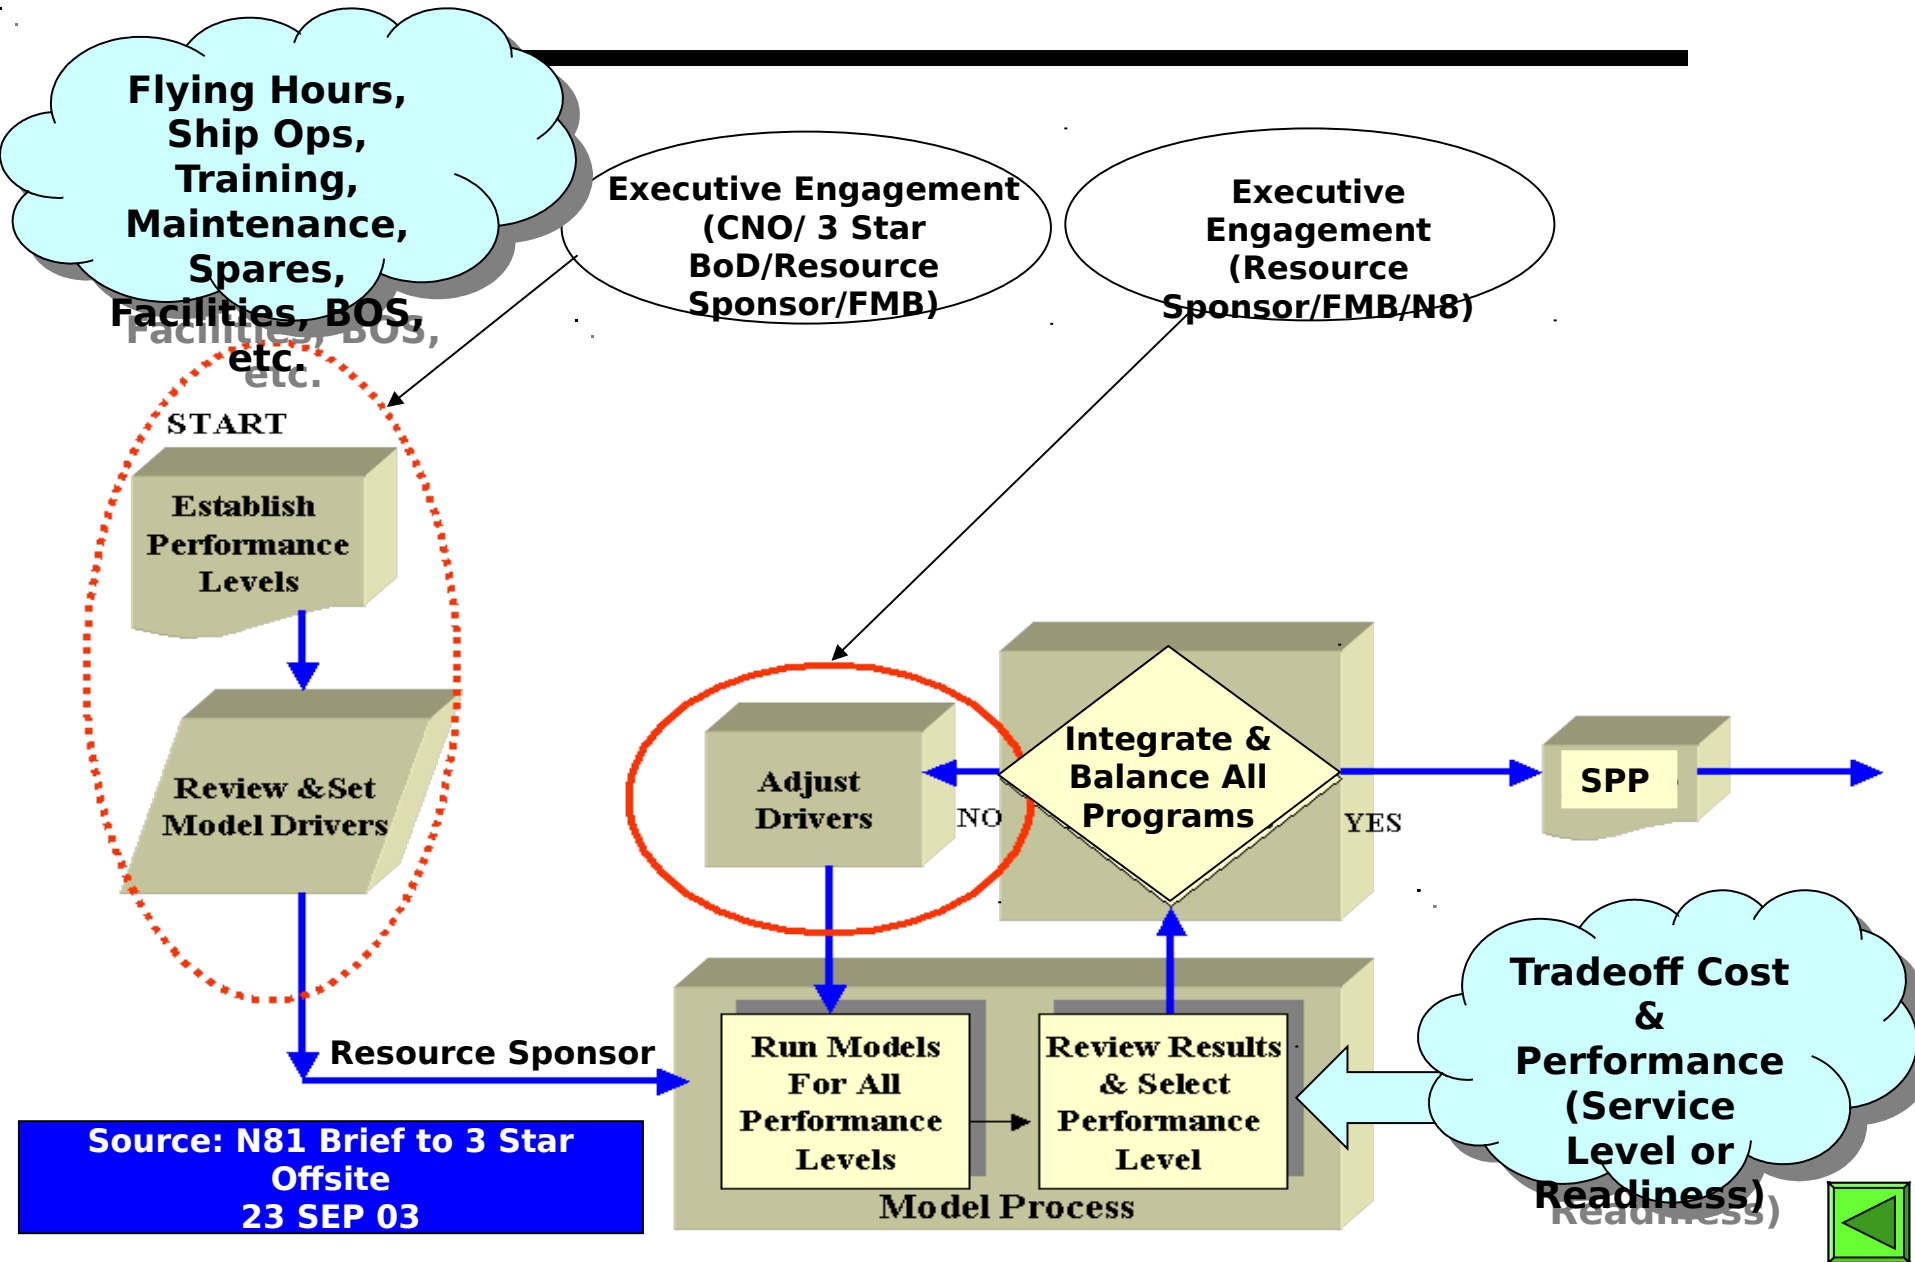 Flying Hours,
Ship Ops,
Training,
Maintenance,
Spares,
Facilities, BOS,
etc.
Executive Engagement
(CNO/ 3 Star
BoD/Resource
Sponsor/FMB)
Executive
Engagement
(Resource
Sponsor/FMB/N8)
START
Establish
Performance
Levels
Review &Set
Model Drivers
Adjust
Drivers
NO
Integrate &
Balance All
Programs
YES
SPP
Resource Sponsor
Run Models
For All
Performance
Levels
Review Results
& Select
Performance
Level
Model Process
Tradeoff Cost
&
Performance
(Service
Level or
Readiness)
Source: N81 Brief to 3 Star
Offsite
23 SEP 03